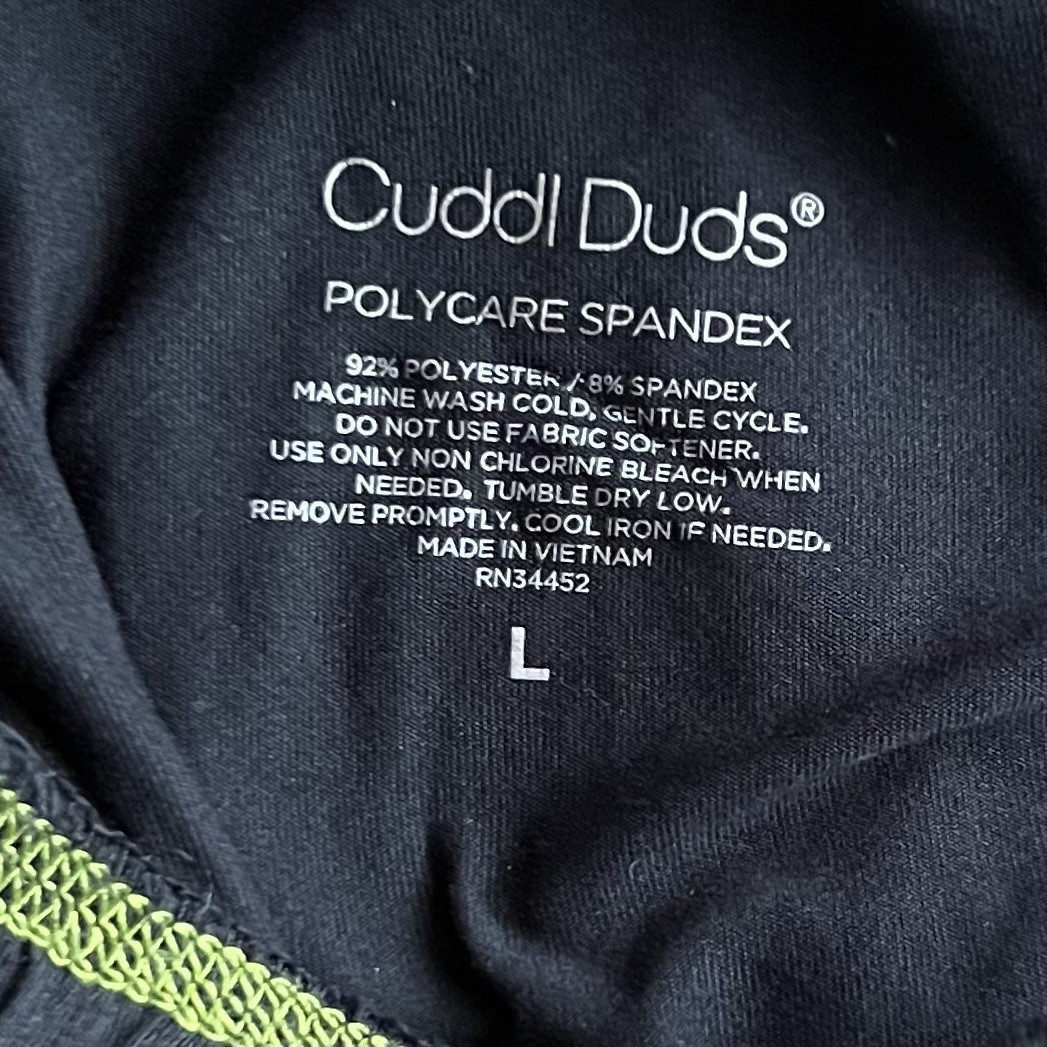 Cuddl Duds®
POLYCARE SPANDEX
92% POLYESTER / 8% SPANDEX
MACHINE WASH COLD, GENTLE CYCLE.
DO NOT USE FABRIC SOFTENER.
USE ONLY NON CHLORINE BLEACH WHEN
NEEDED. TUMBLE DRY LOW.
REMOVE PROMPTLY. COOL IRON IF NEEDED.
MADE IN VIETNAM
RN34452
L